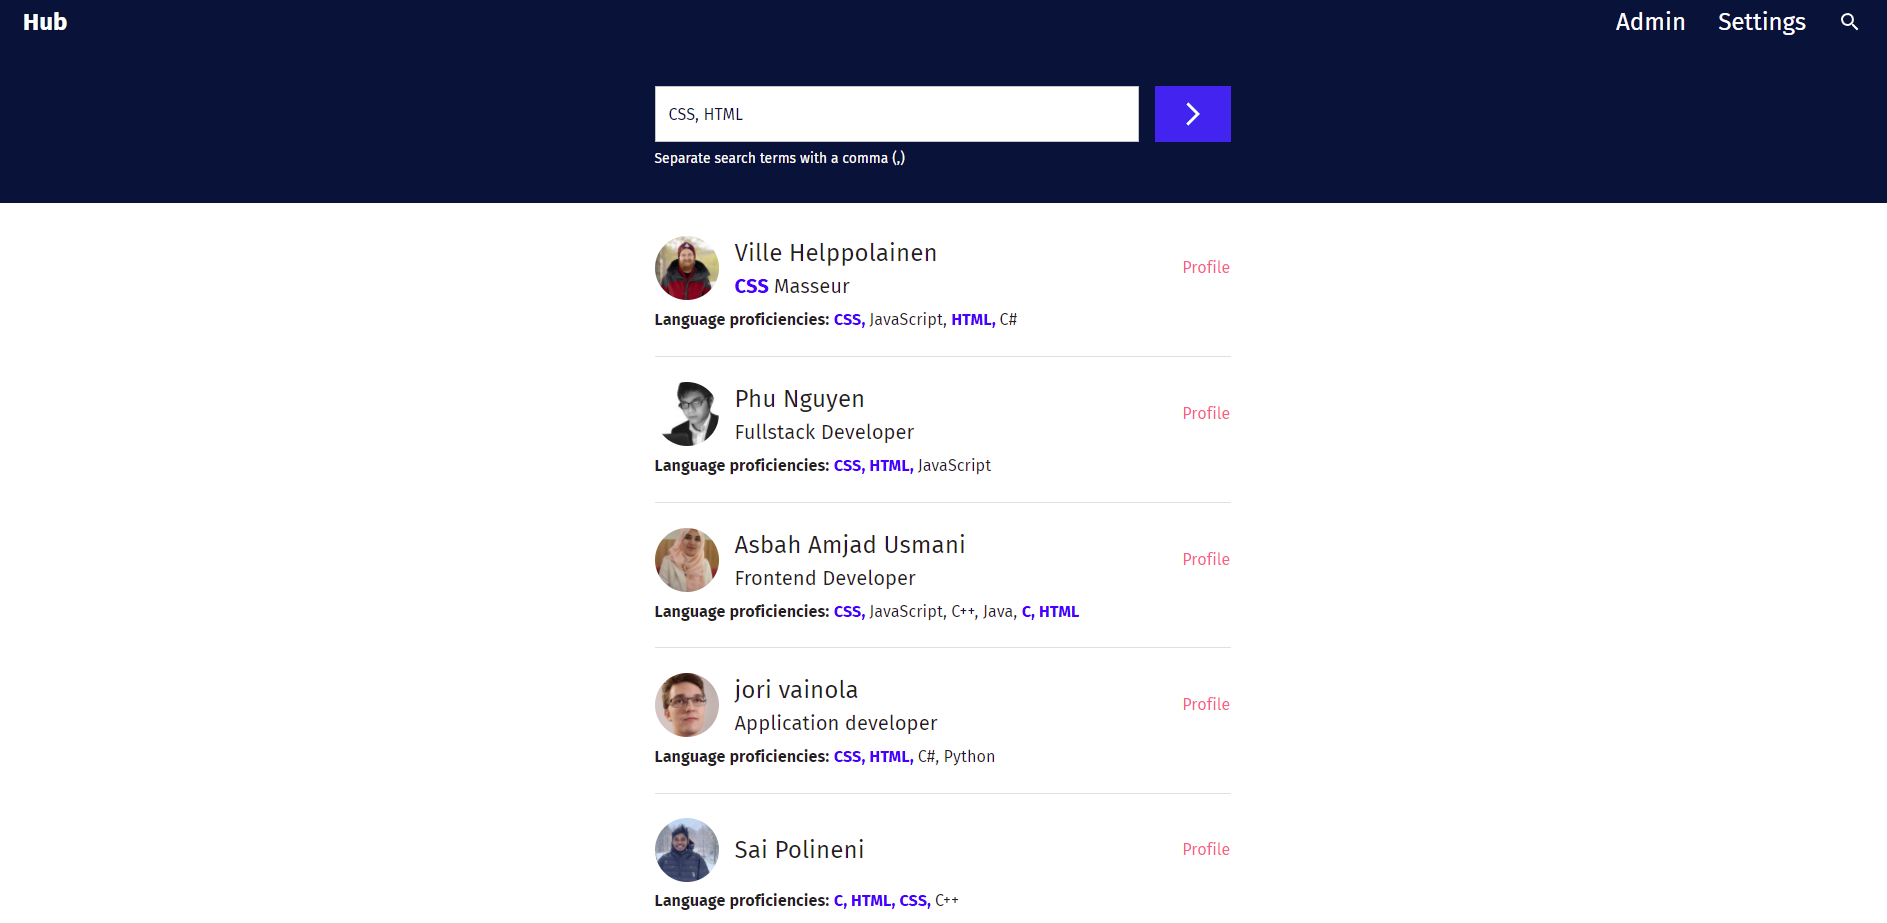 Hub
Admin Settings
CSS, HTML
Separate search terms with a comma (,)
Ville Helppolainen
CSS Masseur
Profile
Language proficiencies: CSS, JavaScript, HTML, C#
Phu Nguyen
Fullstack Developer
Profile
Language proficiencies: CSS, HTML, JavaScript
Asbah Amjad Usmani
Frontend Developer
Profile
Language proficiencies: CSS, JavaScript, C++, Java, C, HTML
jori vainola
Application developer
Profile
Language proficiencies: CSS, HTML, C#, Python
Sai Polineni
Profile
Language proficiencies: C, HTML, CSS, C++